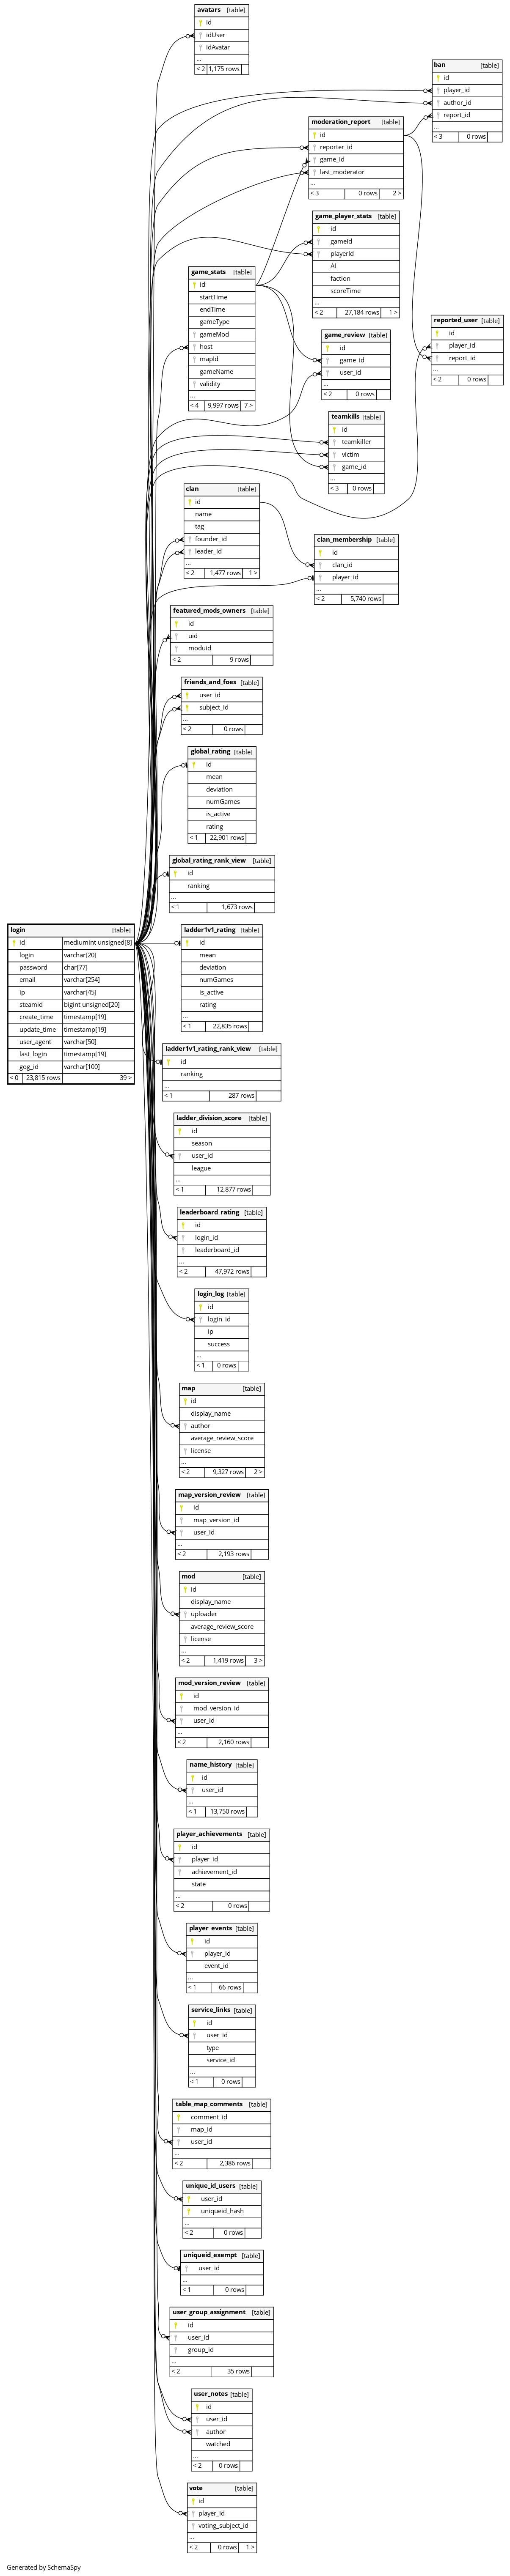 avatars [table]
id
idUser
idAvatar
...
< 2 1,175 rows
ban [table]
id
player_id
author_id
report_id
...
< 3 0 rows
moderation_report [table]
id
reporter_id
game_id
last_moderator
...
< 3 0 rows 2 >
game_player_stats [table]
id
gameId
playerId
AI
faction
scoreTime
...
< 2 27,184 rows 1 >
game_stats [table]
id
startTime
endTime
gameType
gameMod
host
mapId
gameName
validity
...
< 4 9,997 rows 7 >
reported_user [table]
id
player_id
report_id
...
< 2 0 rows
game_review [table]
id
game_id
user_id
...
< 2 0 rows
teamkills [table]
id
teamkiller
victim
game_id
...
< 3 0 rows
clan [table]
id
name
tag
founder_id
leader_id
...
< 2 1,477 rows 1 >
clan_membership [table]
id
clan_id
player_id
...
< 2 5,740 rows
featured_mods_owners [table]
id
uid
moduid
< 2 9 rows
friends_and_foes [table]
user_id
subject_id
...
< 2 0 rows
global_rating [table]
id
mean
deviation
numGames
is_active
rating
< 1 22,901 rows
global_rating_rank_view [table]
id
ranking
...
< 1 1,673 rows
login [table]
id mediumint unsigned[8]
login varchar[20]
password char[77]
email varchar[254]
ip varchar[45]
steamid bigint unsigned[20]
create_time timestamp[19]
update_time timestamp[19]
user_agent varchar[50]
last_login timestamp[19]
gog_id varchar[100]
< 0 23,815 rows 39 >
ladder1v1_rating [table]
id
mean
deviation
numGames
is_active
rating
...
< 1 22,835 rows
ladder1v1_rating_rank_view [table]
id
ranking
...
< 1 287 rows
ladder_division_score [table]
id
season
user_id
league
...
< 1 12,877 rows
leaderboard_rating [table]
id
login_id
leaderboard_id
...
< 2 47,972 rows
login_log [table]
id
login_id
ip
success
...
< 1 0 rows
map [table]
id
display_name
author
average_review_score
license
...
< 2 9,327 rows 2 >
map_version_review [table]
id
map_version_id
user_id
...
< 2 2,193 rows
mod [table]
id
display_name
uploader
average_review_score
license
...
< 2 1,419 rows 3 >
mod_version_review [table]
id
mod_version_id
user_id
...
< 2 2,160 rows
name_history [table]
id
user_id
...
< 1 13,750 rows
player_achievements [table]
id
player_id
achievement_id
state
...
< 2 0 rows
player_events [table]
id
player_id
event_id
...
< 1 66 rows
service_links [table]
id
user_id
type
service_id
...
< 1 0 rows
table_map_comments [table]
comment_id
map_id
user_id
...
< 2 2,386 rows
unique_id_users [table]
user_id
uniqueid_hash
...
< 2 0 rows
uniqueid_exempt [table]
user_id
...
< 1 0 rows
user_group_assignment [table]
id
user_id
group_id
...
< 2 35 rows
user_notes [table]
id
user_id
author
watched
...
< 2 0 rows
vote [table]
id
player_id
voting_subject_id
...
< 2 0 rows 1 >
Generated by SchemaSpy